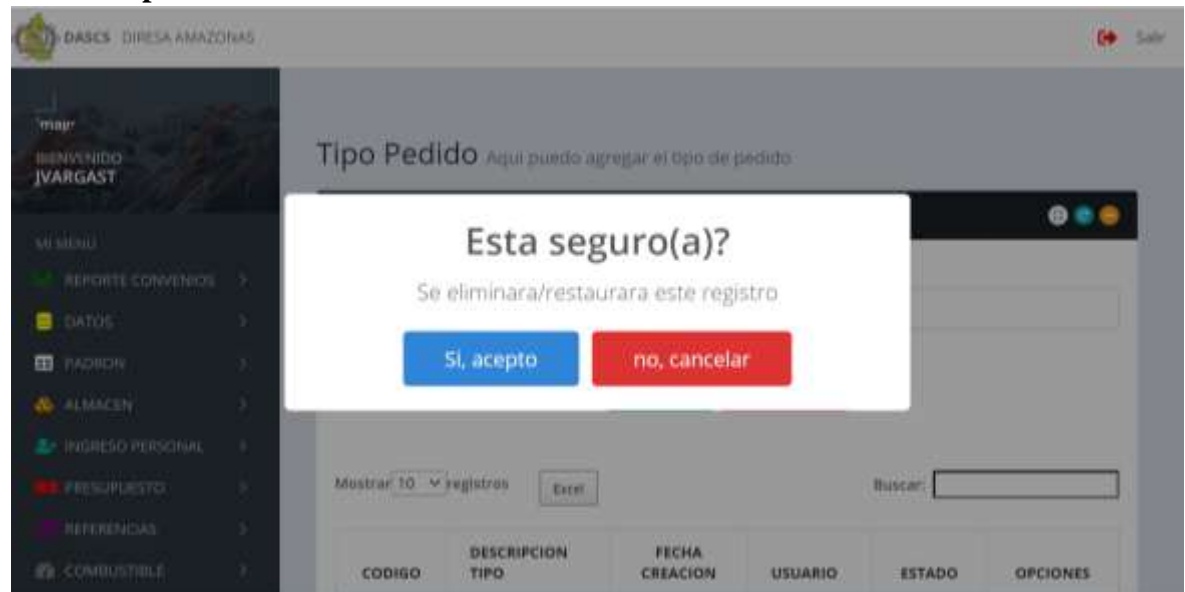 DASCS DIRESA AMAZONAS
Salir
BIENVENIDO
JVARGAST
Tipo Pedido Aqui puedo agregar el tipo de pedido
MI MENU
Esta seguro(a)?
Se eliminara/restaurara este registro
Si, acepto
no, cancelar
REPORTE CONVENIOS
DATOS
PADRON
ALMACEN
INGRESO PERSONAL
PRESUPUESTO
REFERENCIAS
COMBUSTIBLE
Mostrar 10 registros
Excel
Buscar:
CODIGO
DESCRIPCION
TIPO
FECHA
CREACION
USUARIO
ESTADO
OPCIONES